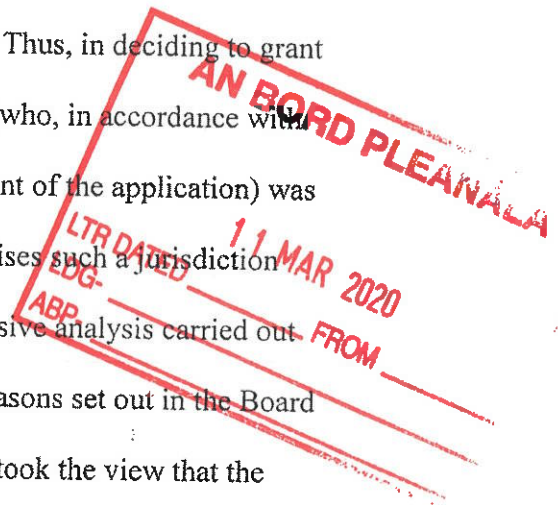 Thus, in deciding to grant
who, in accordance with
nt of the application) was
ises such a jurisdiction
sive analysis carried out
asons set out in the Board
took the view that the
AN BORD PLEANALA
11 MAR 2020
LTR DATED FROM
LDG-
ABP-